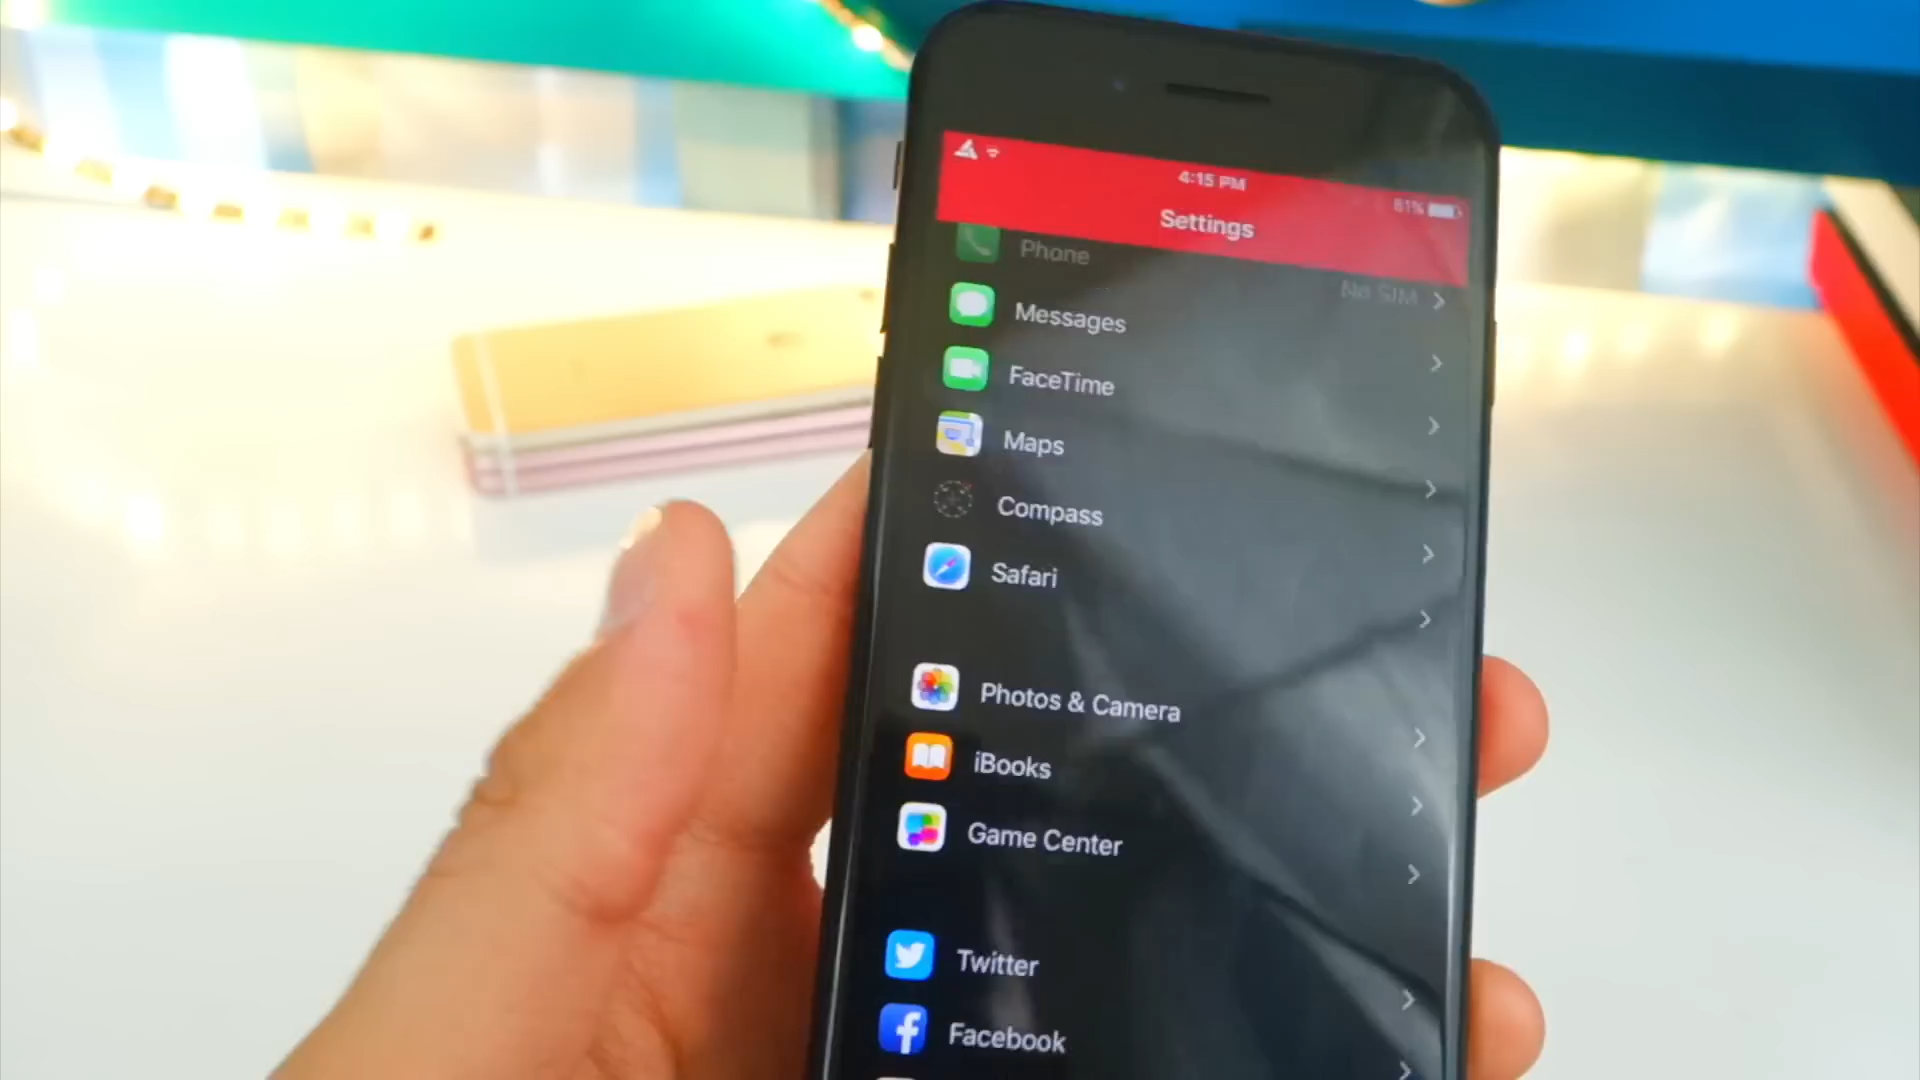 4:15 PM
81%
Settings
Phone
No SIM
Messages
FaceTime
Maps
Compass
Safari
Photos & Camera
iBooks
Game Center
Twitter
Facebook